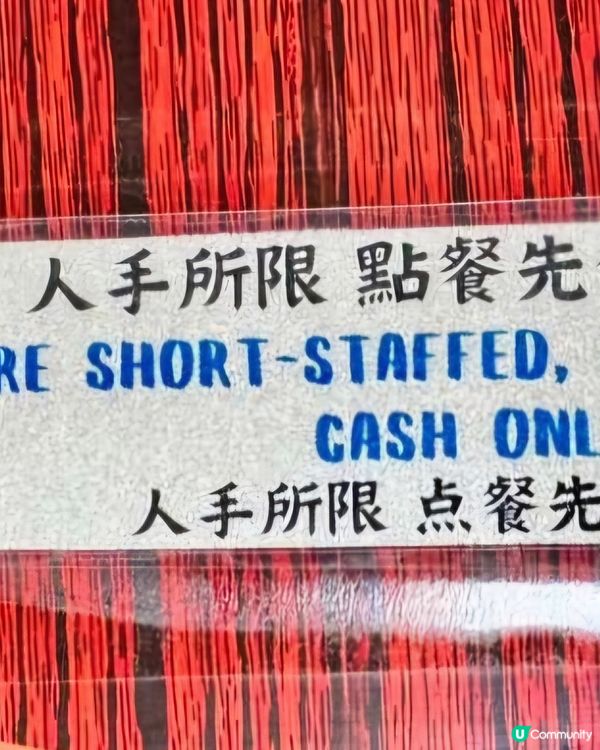 人手所限 點餐先
RE SHORT-STAFFED,
CASH ONL
人手所限 点餐先
U Community